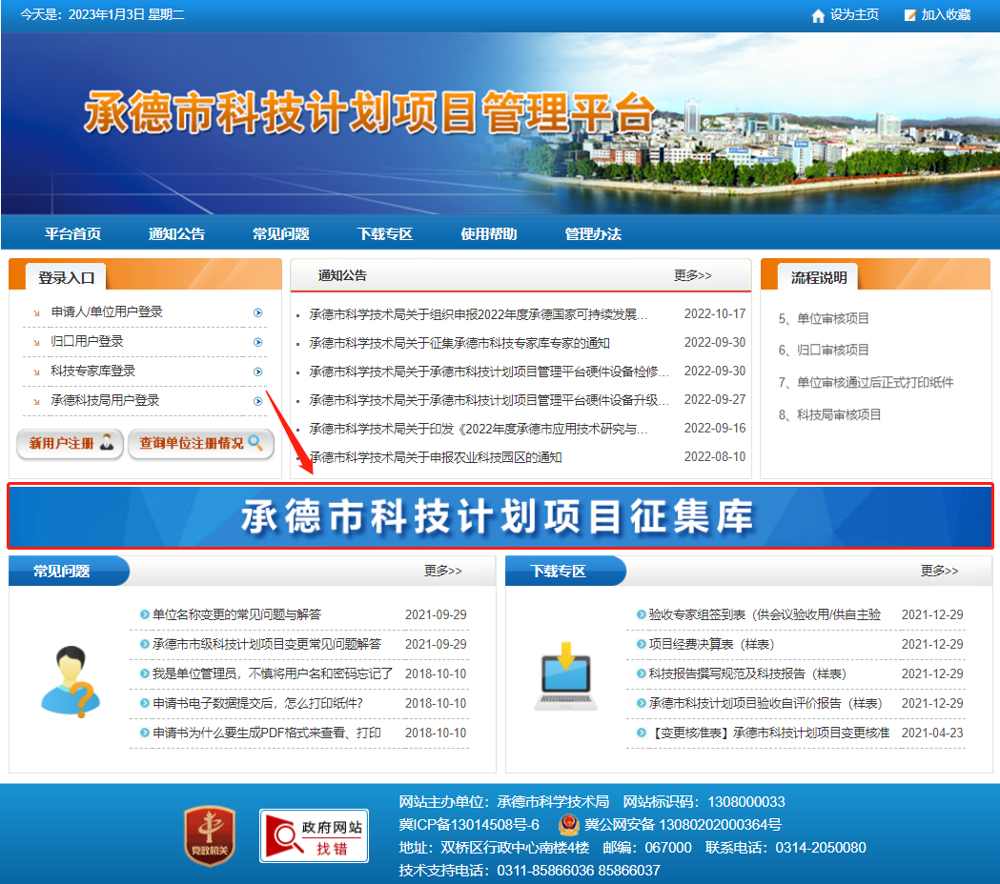 今天是：2023年1月3日 星期二
设为主页
加入收藏
承德市科技计划项目管理平台
平台首页
通知公告
常见问题
下载专区
使用帮助
管理办法
登录入口
申请人/单位用户登录
归口用户登录
科技专家库登录
承德科技局用户登录
新用户注册
查询单位注册情况
通知公告
更多>>
承德市科学技术局关于组织申报2022年度承德国家可持续发展... 2022-10-17
承德市科学技术局关于征集承德市科技专家库专家的通知 2022-09-30
承德市科学技术局关于承德市科技计划项目管理平台硬件设备检修... 2022-09-30
承德市科学技术局关于承德市科技计划项目管理平台硬件设备升级... 2022-09-27
承德市科学技术局关于印发《2022年度承德市应用技术研究与... 2022-09-16
承德市科学技术局关于申报农业科技园区的通知 2022-08-10
流程说明
5、单位审核项目
6、归口审核项目
7、单位审核通过后正式打印纸件
8、科技局审核项目
承德市科技计划项目征集库
常见问题
更多>>
单位名称变更的常见问题与解答 2021-09-29
承德市市级科技计划项目变更常见问题解答 2021-09-29
我是单位管理员，不慎将用户名和密码忘记了 2018-10-10
申请书电子数据提交后，怎么打印纸件? 2018-10-10
申请书为什么要生成PDF格式来查看、打印 2018-10-10
下载专区
更多>>
验收专家组签到表（供会议验收用/供自主验 2021-12-29
项目经费决算表（样表） 2021-12-29
科技报告撰写规范及科技报告（样表） 2021-12-29
承德市科技计划项目验收自评价报告（样表） 2021-12-29
【变更核准表】承德市科技计划项目变更核准 2021-04-23
党政机关
政府网站
找错
网站主办单位：承德市科学技术局 网站标识码：1308000033
冀ICP备13014508号-6 冀公网安备 13080202000364号
地址：双桥区行政中心南楼4楼 邮编：067000 联系电话：0314-2050080
技术支持电话：0311-85866036 85866037